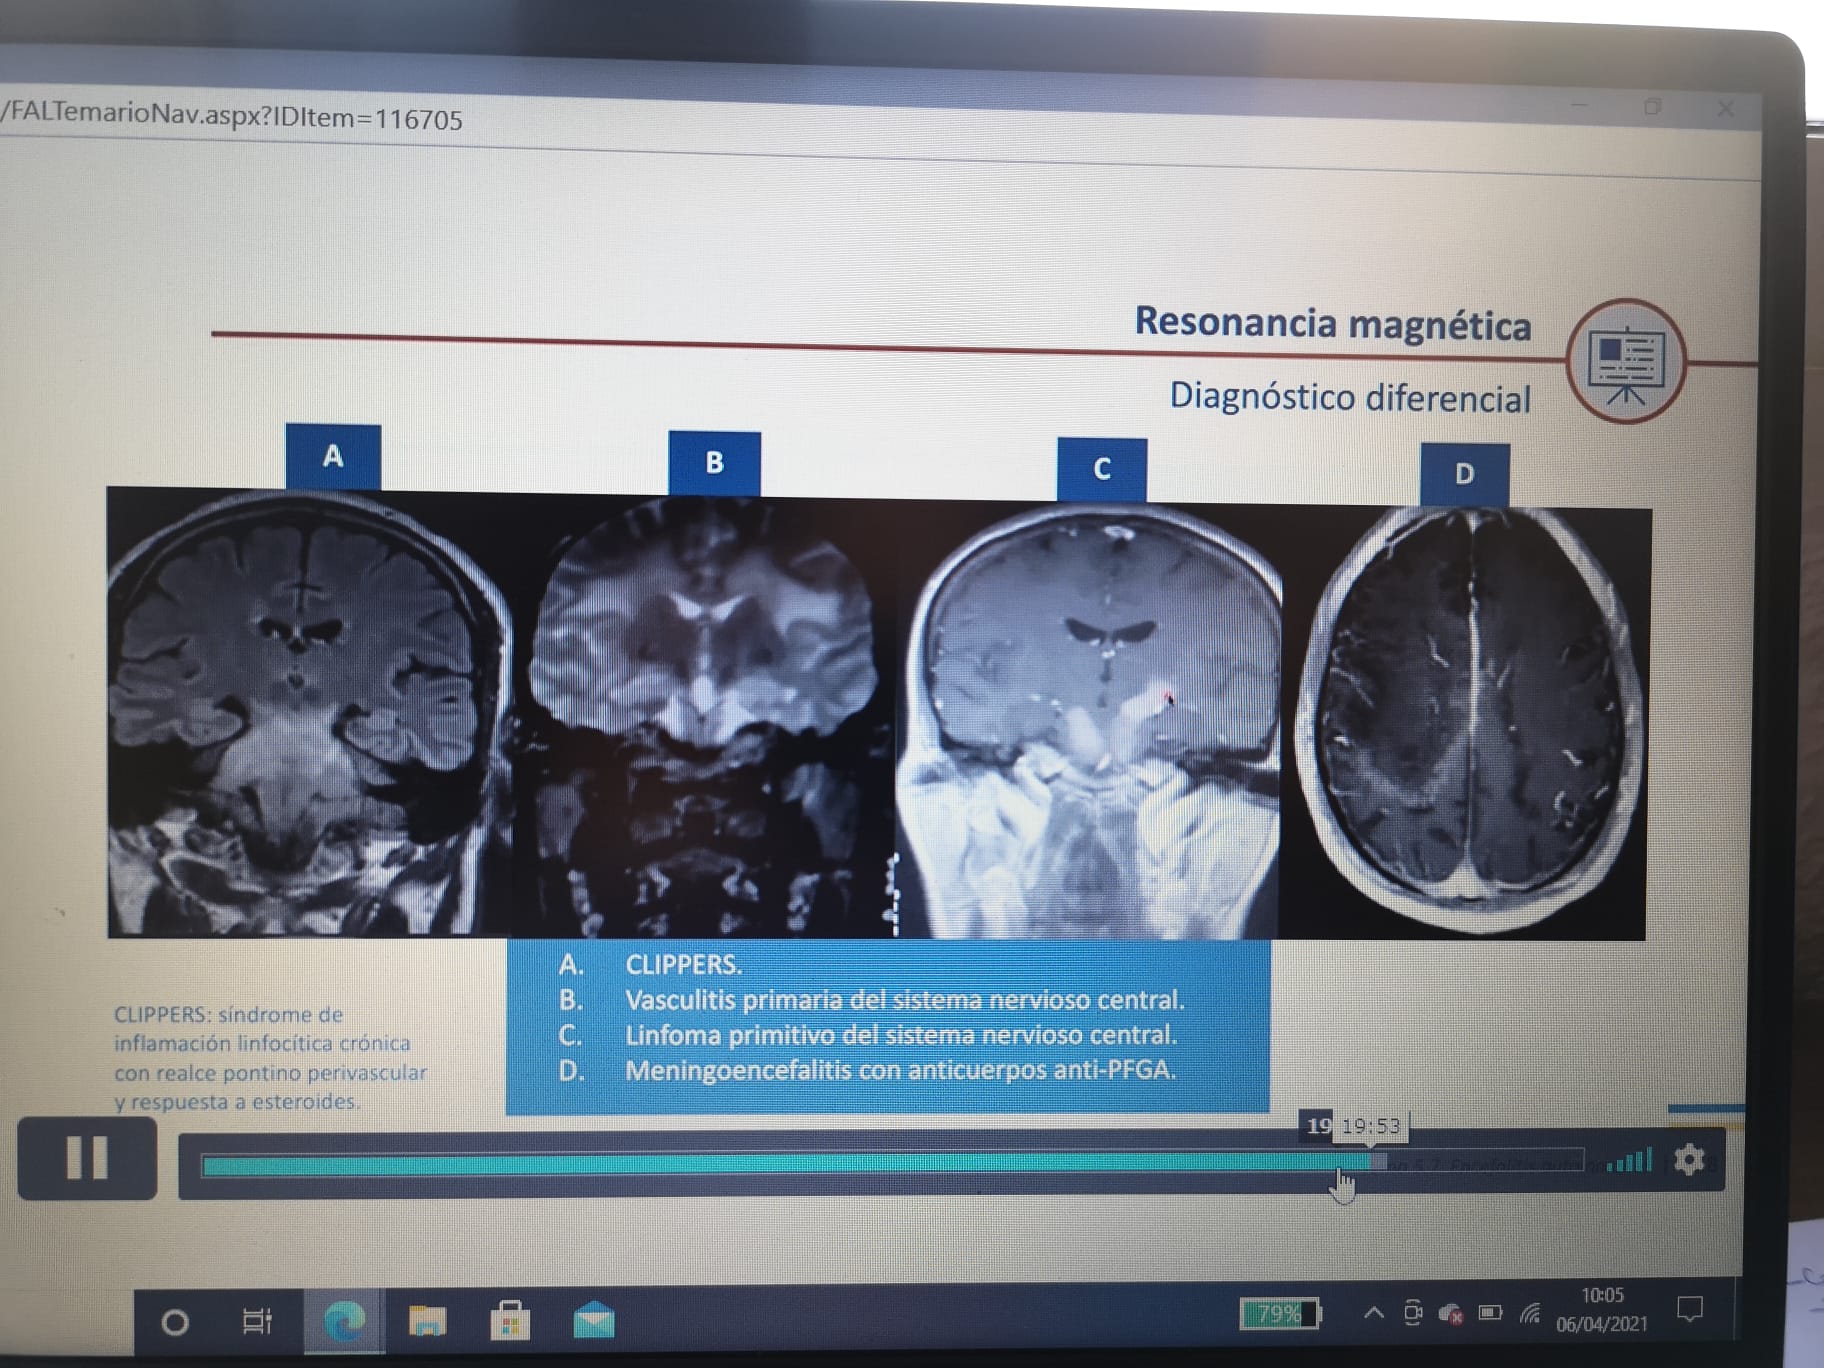 /FALTemarioNav.aspx?IDItem=116705
Resonancia magnética
Diagnóstico diferencial
A
B
C
D
A. CLIPPERS.
B. Vasculitis primaria del sistema nervioso central.
C. Linfoma primitivo del sistema nervioso central.
D. Meningoencefalitis con anticuerpos anti-PFGA.
CLIPPERS: síndrome de
inflamación linfocítica crónica
con realce pontino perivascular
y respuesta a esteroides.
19
19:53
79%
10:05
06/04/2021